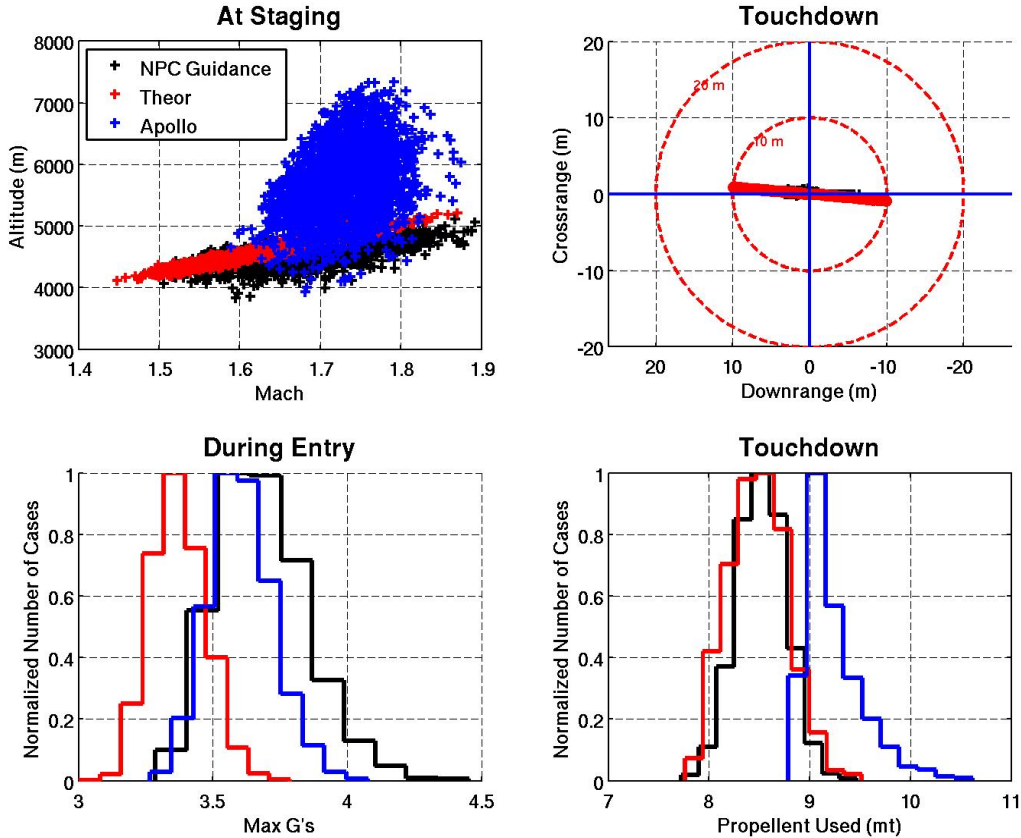 At Staging
8000
7000
6000
5000
4000
3000
Altitude (m)
NPC Guidance
Theor
Apollo
1.4 1.5 1.6 1.7 1.8 1.9
Mach
Touchdown
20
10
0
-10
-20
Crossrange (m)
20 m
10 m
20 10 0 -10 -20
Downrange (m)
During Entry
1
0.8
0.6
0.4
0.2
0
Normalized Number of Cases
3 3.5 4 4.5
Max G's
Touchdown
1
0.8
0.6
0.4
0.2
0
Normalized Number of Cases
7 8 9 10 11
Propellent Used (mt)